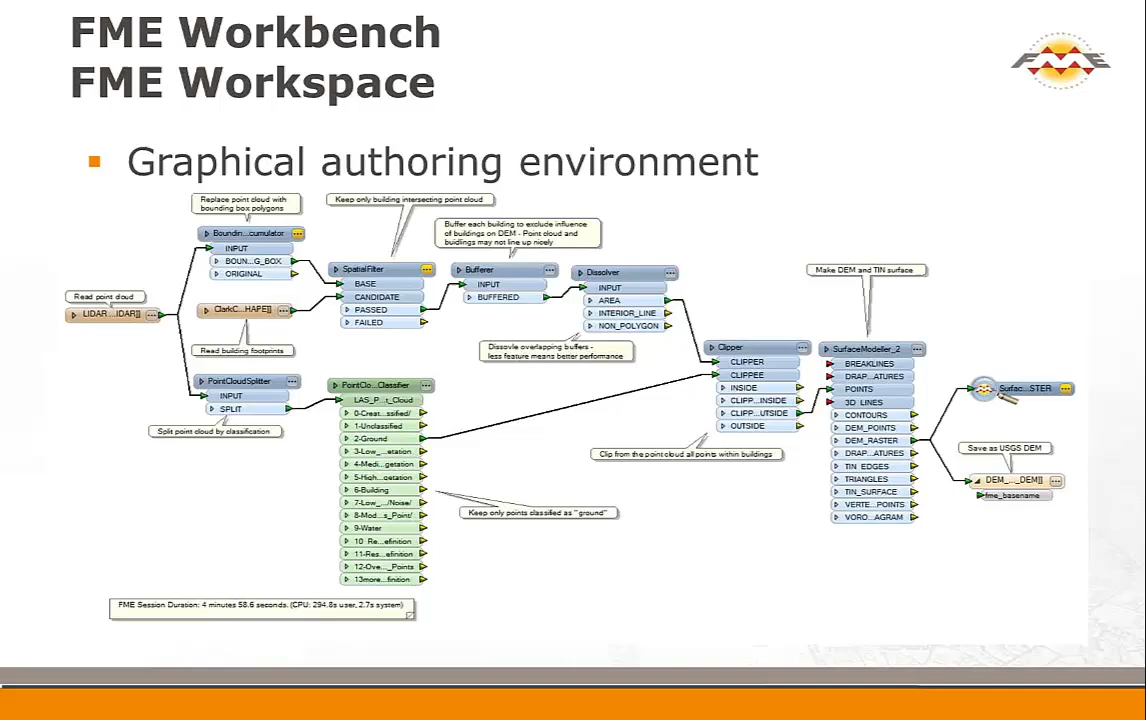 FME Workbench
FME Workspace
FME
Graphical authoring environment
Replace point cloud with
bounding box polygons
Keep only building intersecting point cloud
Buffer each building to exclude influence
of buildings on DEM - Point cloud and
buidlings may not line up nicely
Boundin...cumulator
INPUT
BOUN...G_BOX
ORIGINAL
SpatialFilter
BASE
CANDIDATE
PASSED
FAILED
Bufferer
INPUT
BUFFERED
Dissolver
INPUT
AREA
INTERIOR_LINE
NON_POLYGON
Make DEM and TIN surface
Read point cloud
LIDAR ...IDAR]]
ClarkC...HAPE]]
Read building footprints
Dissovle overlapping buffers -
less feature means better performance
PointCloudSplitter
INPUT
SPLIT
Split point cloud by classification
PointClo...Classifier
LAS_P...t_Cloud
0-Creat...ssified/
1-Unclassified
2-Ground
3-Low_...etation
4-Medi...getation
5-High...getation
6-Building
7-Low_.../Noise/
8-Mod...s_Point/
9-Water
10_Re...efinition
11-Res...efinition
12-Ove..._Points
13more...finition
Keep only points classified as "ground"
Clipper
CLIPPER
CLIPPEE
INSIDE
CLIPP...INSIDE
CLIPP...UTSIDE
OUTSIDE
Clip from the point cloud all points within buildings
SurfaceModeller_2
BREAKLINES
DRAP...ATURES
POINTS
3D_LINES
CONTOURS
DEM_POINTS
DEM_RASTER
DRAP...ATURES
TIN_EDGES
TRIANGLES
TIN_SURFACE
VERTE...POINTS
VORO...AGRAM
Surfac...STER
Save as USGS DEM
DEM_..._DEM]]
fme_basename
FME Session Duration: 4 minutes 58.6 seconds. (CPU: 294.8s user, 2.7s system)